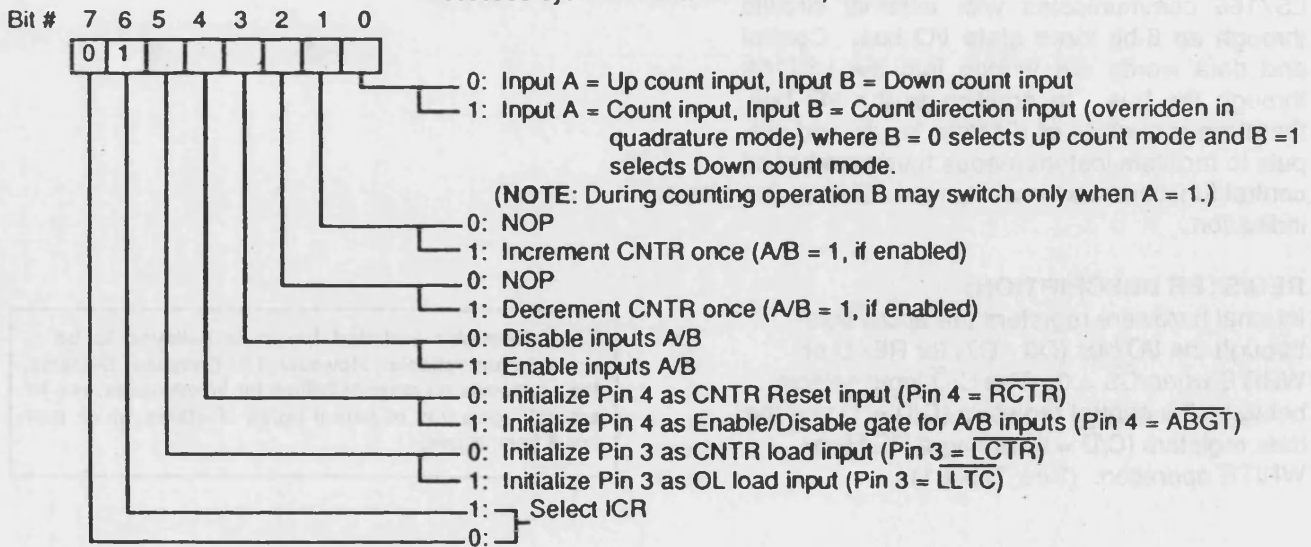 Bit # 7 6 5 4 3 2 1 0
0 1
0: Input A = Up count input, Input B = Down count input
1: Input A = Count input, Input B = Count direction input (overridden in
quadrature mode) where B = 0 selects up count mode and B =1
selects Down count mode.
(NOTE: During counting operation B may switch only when A = 1.)
0: NOP
1: Increment CNTR once (A/B = 1, if enabled)
0: NOP
1: Decrement CNTR once (A/B = 1, if enabled)
0: Disable inputs A/B
1: Enable inputs A/B
0: Initialize Pin 4 as CNTR Reset input (Pin 4 = R̅C̅T̅R̅)
1: Initialize Pin 4 as Enable/Disable gate for A/B inputs (Pin 4 = A̅B̅G̅T̅)
0: Initialize Pin 3 as CNTR load input (Pin 3 = L̅C̅T̅R̅)
1: Initialize Pin 3 as OL load input (Pin 3 = L̅L̅T̅C̅)
1: Select ICR
0: